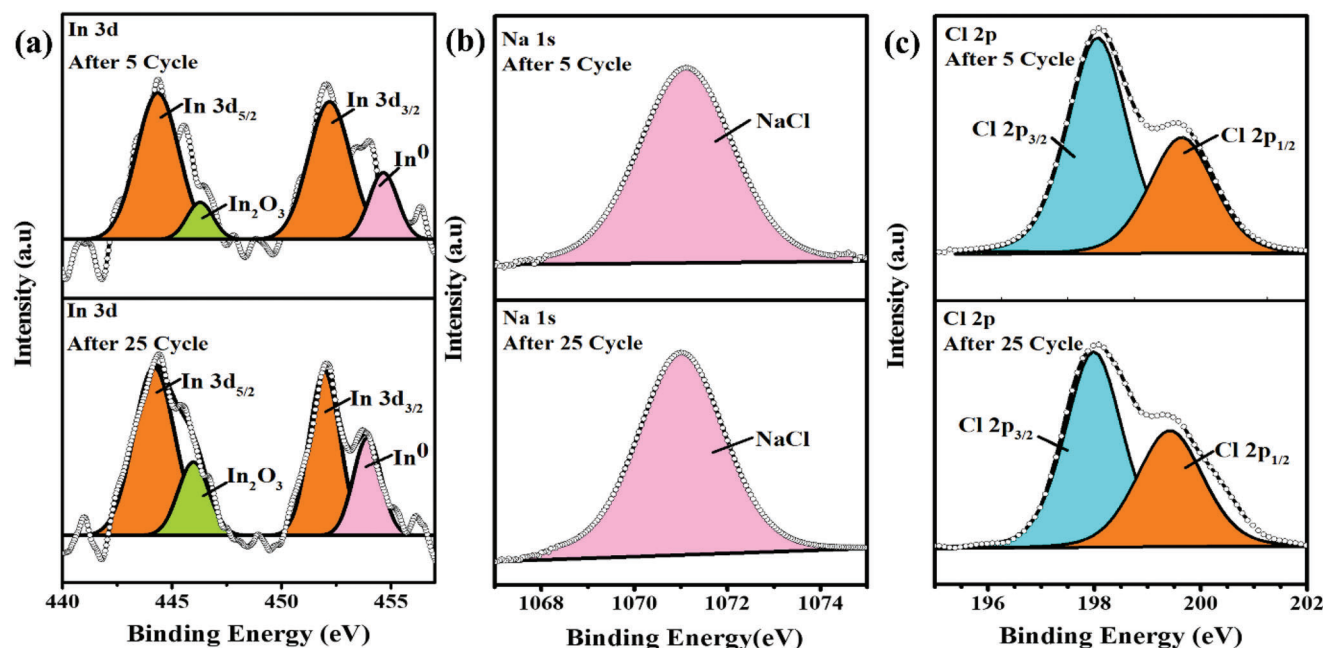 (a)
In 3d
After 5 Cycle
In 3d5/2
In 3d3/2
In0
In2O3
In 3d
After 25 Cycle
In 3d5/2
In 3d3/2
In0
In2O3
Intensity (a.u)
440 445 450 455
Binding Energy (eV)
(b)
Na 1s
After 5 Cycle
NaCl
Na 1s
After 25 Cycle
NaCl
Intensity (a.u)
1068 1070 1072 1074
Binding Energy(eV)
(c)
Cl 2p
After 5 Cycle
Cl 2p3/2
Cl 2p1/2
Cl 2p
After 25 Cycle
Cl 2p3/2
Cl 2p1/2
Intensity (a.u)
196 198 200 202
Binding Energy (eV)